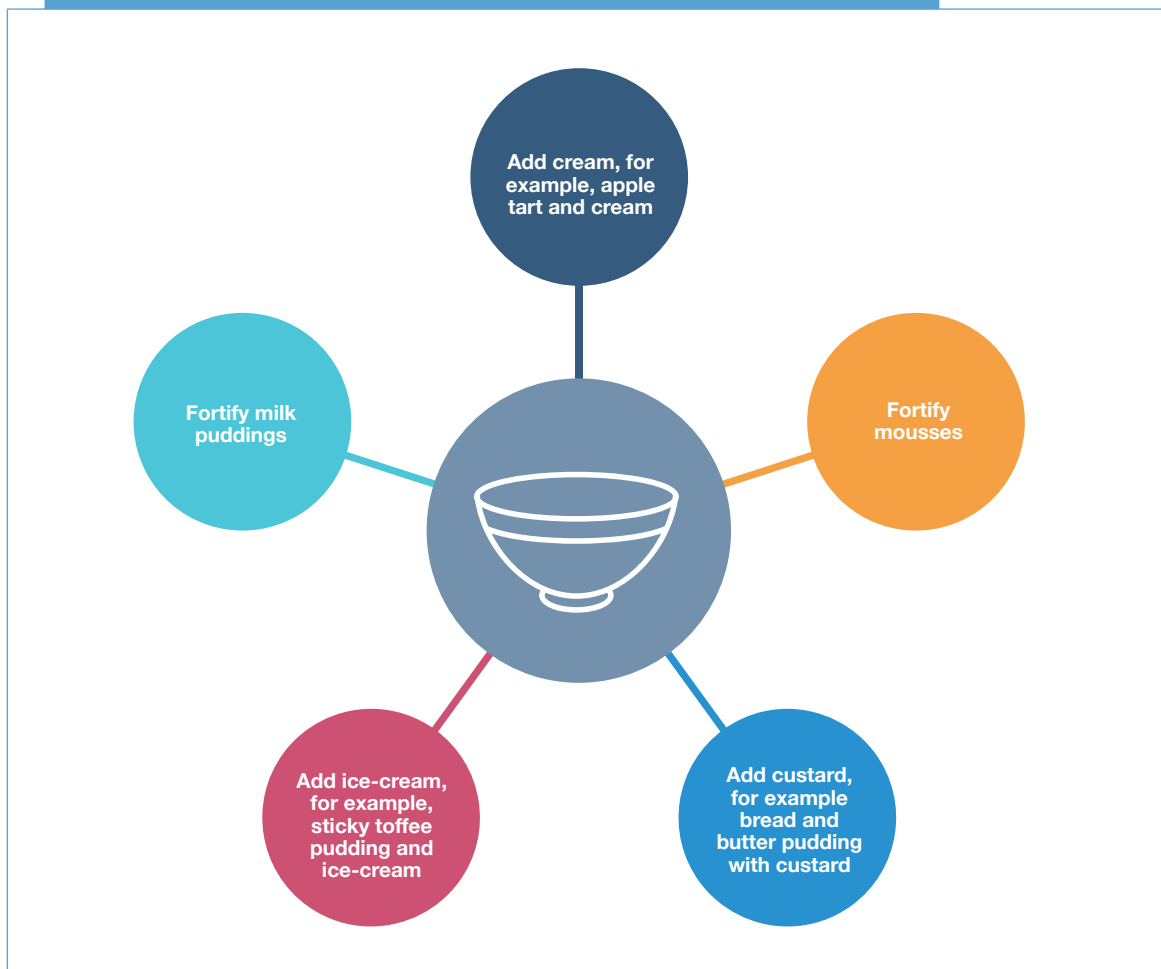 Add cream, for
example, apple
tart and cream
Fortify milk
puddings
Fortify
mousses
Add ice-cream,
for example,
sticky toffee
pudding and
ice-cream
Add custard,
for example
bread and
butter pudding
with custard